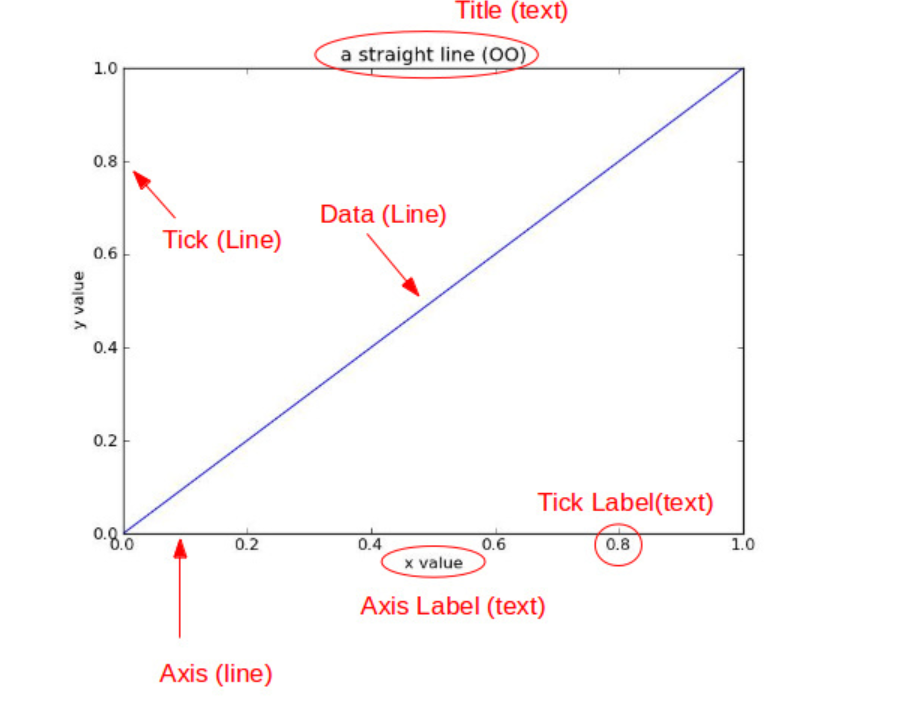 Title (text)
a straight line (OO)
1.0
0.8
Tick (Line)
Data (Line)
0.6
y value
0.4
0.2
Tick Label(text)
0.0
0.0 0.2 0.4 0.6 0.8 1.0
x value
Axis Label (text)
Axis (line)